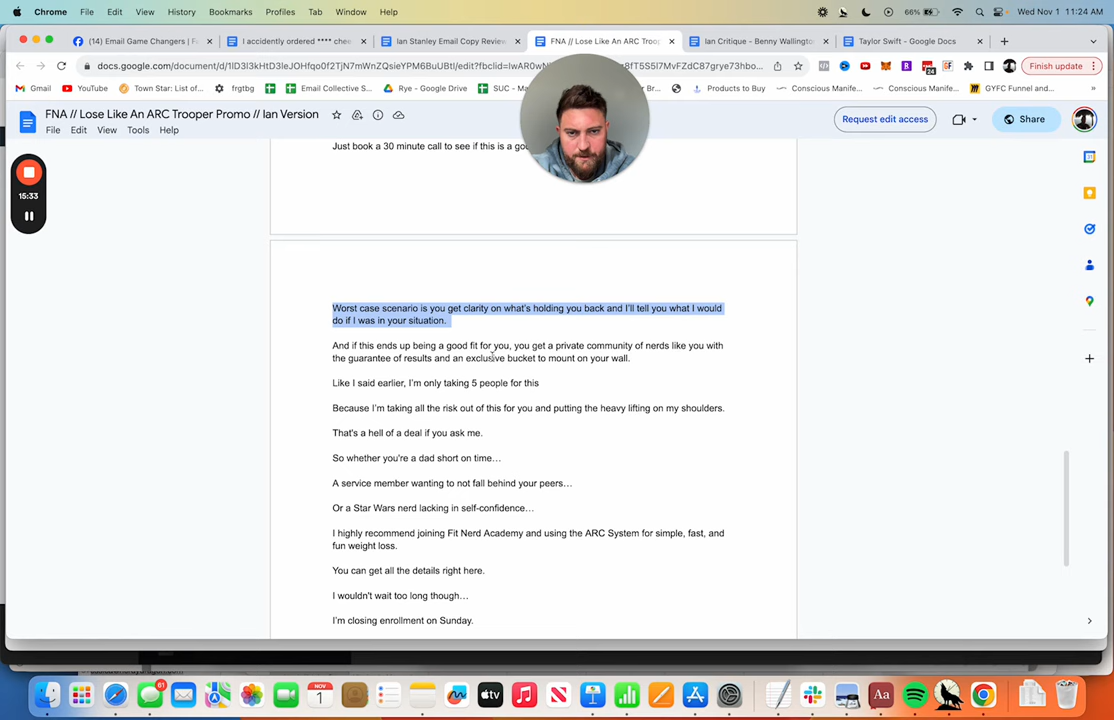 Chrome File Edit View History Bookmarks Profiles Tab Window Help 66% Wed Nov 1 11:24 AM
(14) Email Game Changers | F I accidently ordered **** chee Ian Stanley Email Copy Review FNA // Lose Like An ARC Troop Ian Critique - Benny Wallingto Taylor Swift - Google Docs
docs.google.com/document/d/ Finish update
Gmail YouTube Town Star: List of... frgtbg Email Collective S... Rye - Google Drive SUC - M Products to Buy Conscious Manife... Conscious Manife... GYFC Funnel and... »
FNA // Lose Like An ARC Trooper Promo // Ian Version
Request edit access Share
File Edit View Tools Help
Just book a 30 minute call to see if this is a
15:33
Worst case scenario is you get clarity on what's holding you back and I'll tell you what I would
do if I was in your situation.
And if this ends up being a good fit for you, you get a private community of nerds like you with
the guarantee of results and an exclusive bucket to mount on your wall.
Like I said earlier, I'm only taking 5 people for this
Because I'm taking all the risk out of this for you and putting the heavy lifting on my shoulders.
That's a hell of a deal if you ask me.
So whether you're a dad short on time…
A service member wanting to not fall behind your peers…
Or a Star Wars nerd lacking in self-confidence…
I highly recommend joining Fit Nerd Academy and using the ARC System for simple, fast, and
fun weight loss.
You can get all the details right here.
I wouldn't wait too long though…
I'm closing enrollment on Sunday.
61
NOV
1